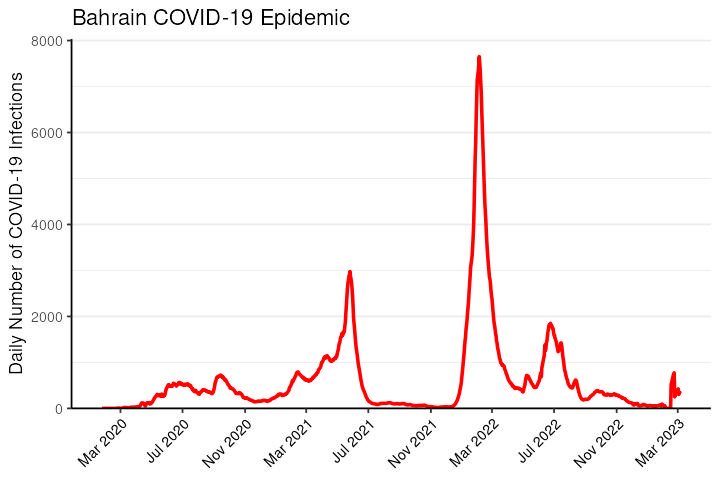 Bahrain COVID-19 Epidemic
Daily Number of COVID-19 Infections
8000
6000
4000
2000
0
Mar 2020
Jul 2020
Nov 2020
Mar 2021
Jul 2021
Nov 2021
Mar 2022
Jul 2022
Nov 2022
Mar 2023